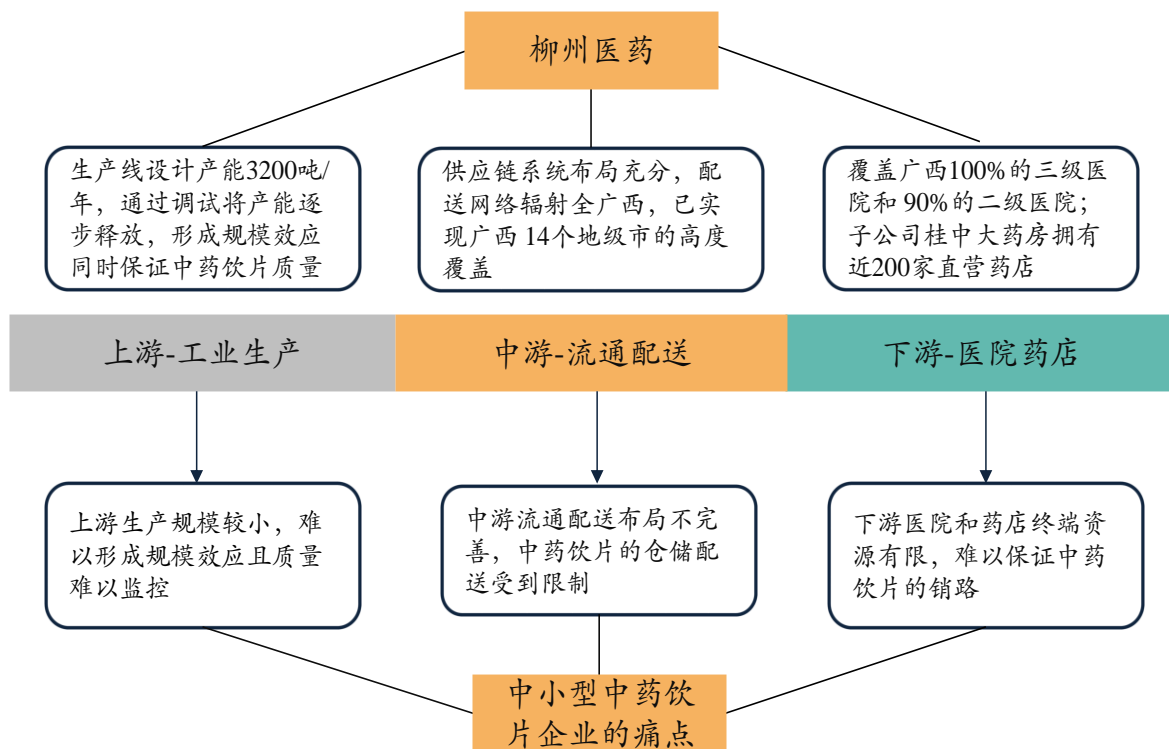 柳州医药
生产线设计产能3200吨/
年，通过调试将产能逐
步释放，形成规模效应
同时保证中药饮片质量
供应链系统布局充分，配
送网络辐射全广西，已实
现广西 14个地级市的高度
覆盖
覆盖广西100%的三级医
院和 90%的二级医院；
子公司桂中大药房拥有
近200家直营药店
上游-工业生产
中游-流通配送
下游-医院药店
上游生产规模较小，难
以形成规模效应且质量
难以监控
中游流通配送布局不完
善，中药饮片的仓储配
送受到限制
下游医院和药店终端资
源有限，难以保证中药
饮片的销路
中小型中药饮
片企业的痛点